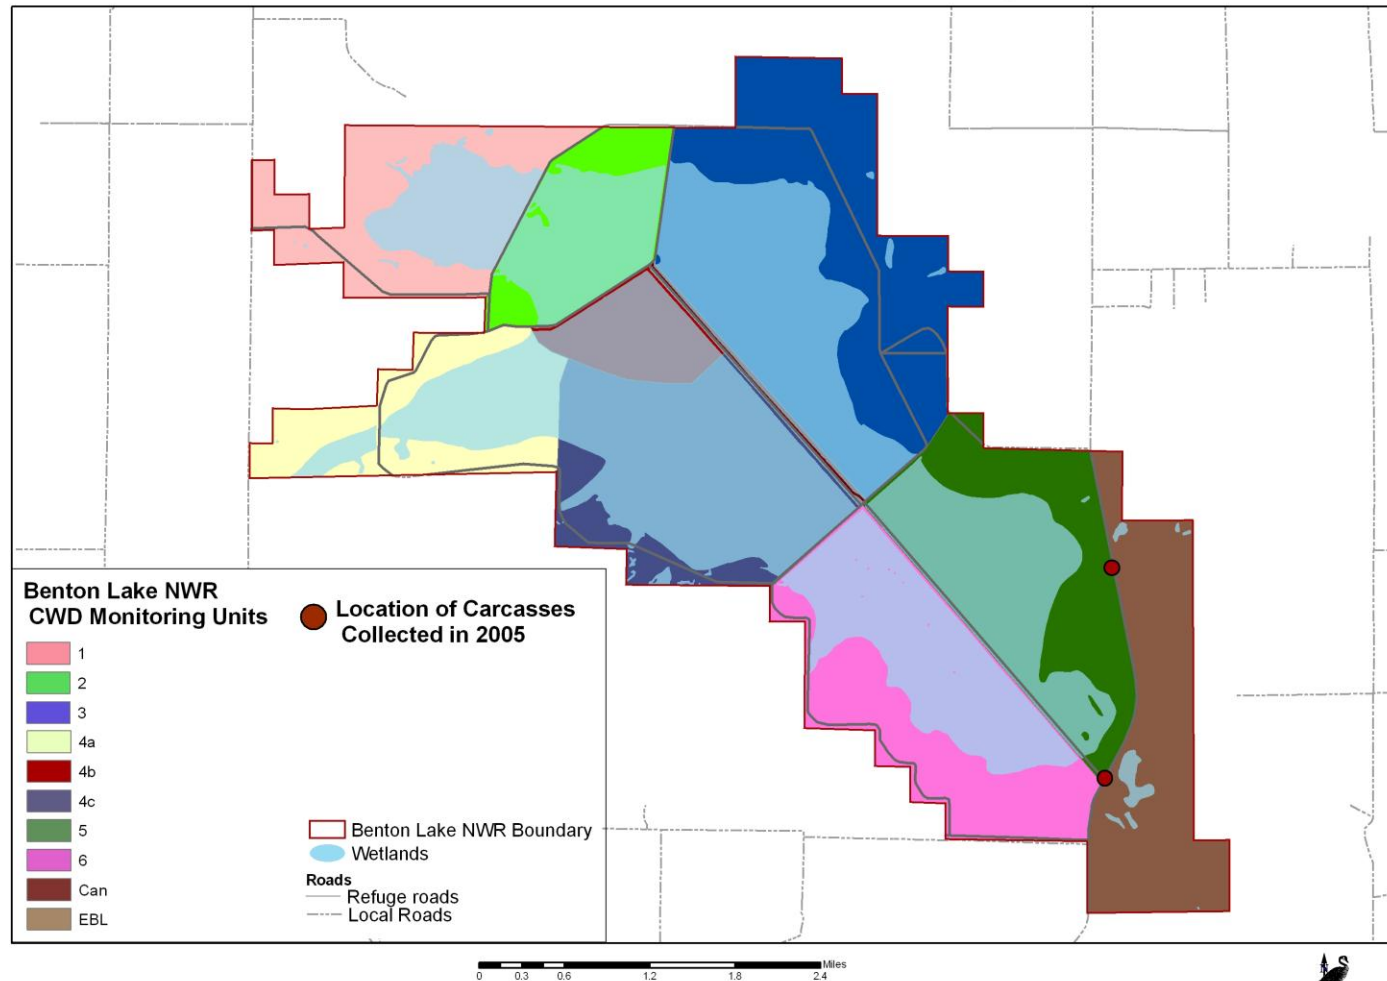 Benton Lake NWR
CWD Monitoring Units
Location of Carcasses
Collected in 2005
1
2
3
4a
4b
4c
5
6
Can
EBL
Benton Lake NWR Boundary
Wetlands
Roads
Refuge roads
Local Roads
Miles
0 0.3 0.6 1.2 1.8 2.4
N